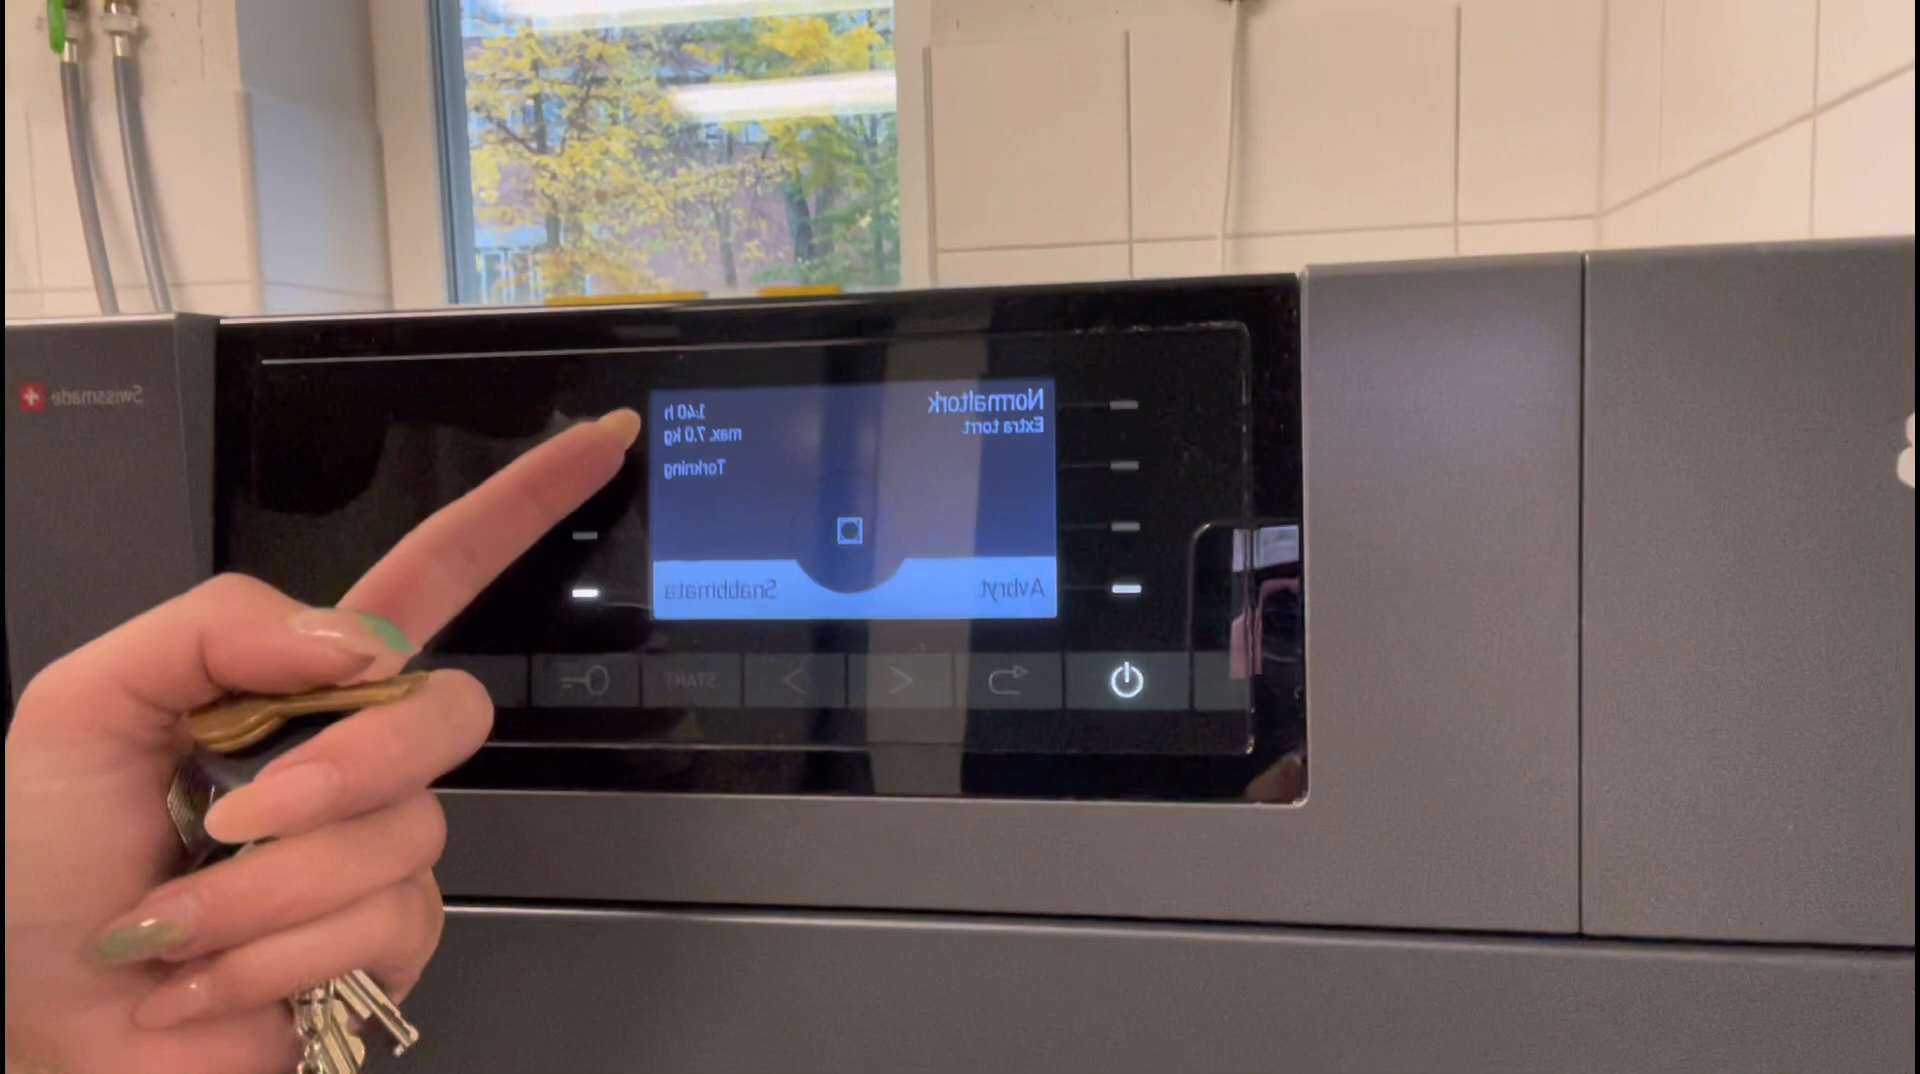 Normaltork
Extra torrt
1:40 h
max. 7.0 kg
Torkning
Avbryt
Snabbmata
START
Swissmade